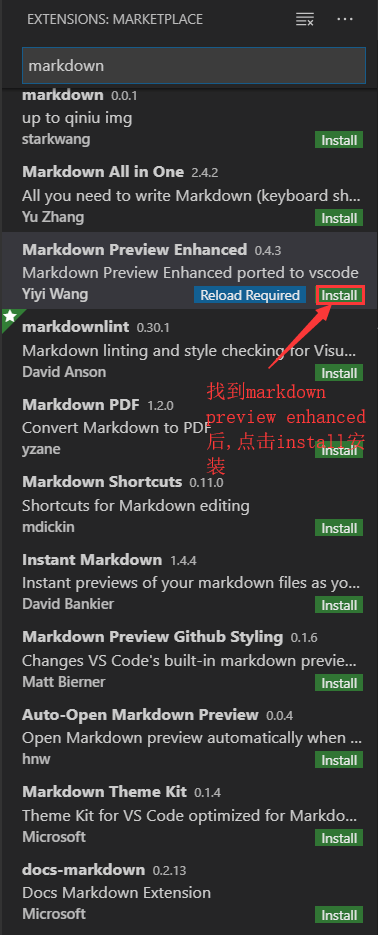 EXTENSIONS: MARKETPLACE
markdown
markdown 0.0.1
up to qiniu img
starkwang Install
Markdown All in One 2.4.2
All you need to write Markdown (keyboard sh...
Yu Zhang Install
Markdown Preview Enhanced 0.4.3
Markdown Preview Enhanced ported to vscode
Yiyi Wang Reload Required Install
markdownlint 0.30.1
Markdown linting and style checking for Visu...
David Anson Install
找到markdown
preview enhanced
后,点击install安
装
Markdown PDF 1.2.0
Convert Markdown to PDF
yzane Install
Markdown Shortcuts 0.11.0
Shortcuts for Markdown editing
mdickin Install
Instant Markdown 1.4.4
Instant previews of your markdown files as yo...
David Bankier Install
Markdown Preview Github Styling 0.1.6
Changes VS Code's built-in markdown previe...
Matt Bierner Install
Auto-Open Markdown Preview 0.0.4
Open Markdown preview automatically when ...
hnw Install
Markdown Theme Kit 0.1.4
Theme Kit for VS Code optimized for Markdo...
Microsoft Install
docs-markdown 0.2.13
Docs Markdown Extension
Microsoft Install